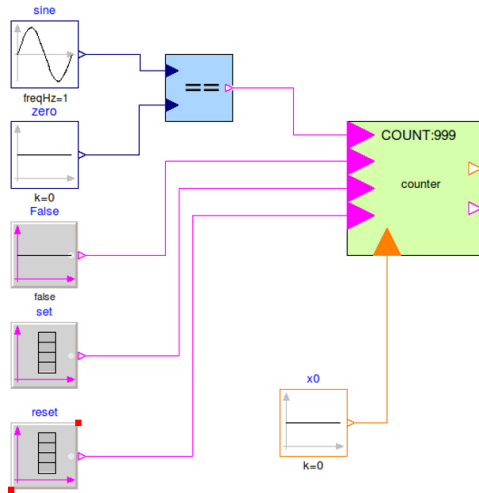 sine
freqHz=1
zero
==
COUNT:999
counter
k=0
False
false
set
x0
reset
k=0